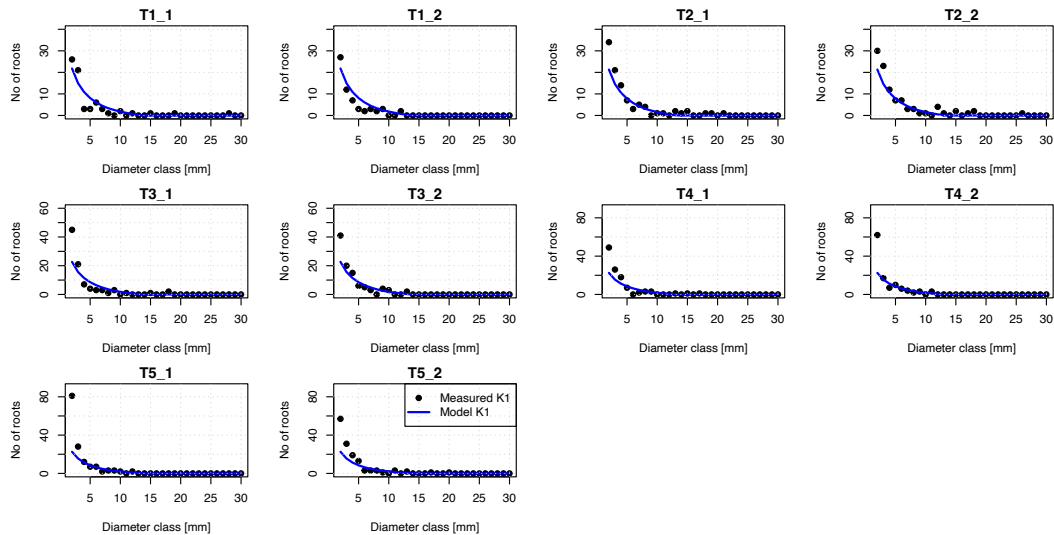 T1_1
No of roots
0
10
30
5
10
15
20
25
30
Diameter class [mm]
T1_2
No of roots
0
10
30
5
10
15
20
25
30
Diameter class [mm]
T2_1
No of roots
0
10
30
5
10
15
20
25
30
Diameter class [mm]
T2_2
No of roots
0
10
30
5
10
15
20
25
30
Diameter class [mm]
T3_1
No of roots
0
20
40
60
5
10
15
20
25
30
Diameter class [mm]
T3_2
No of roots
0
20
40
60
5
10
15
20
25
30
Diameter class [mm]
T4_1
No of roots
0
40
80
5
10
15
20
25
30
Diameter class [mm]
T4_2
No of roots
0
40
80
5
10
15
20
25
30
Diameter class [mm]
T5_1
No of roots
0
40
80
5
10
15
20
25
30
Diameter class [mm]
T5_2
No of roots
0
40
80
Measured K1
Model K1
5
10
15
20
25
30
Diameter class [mm]